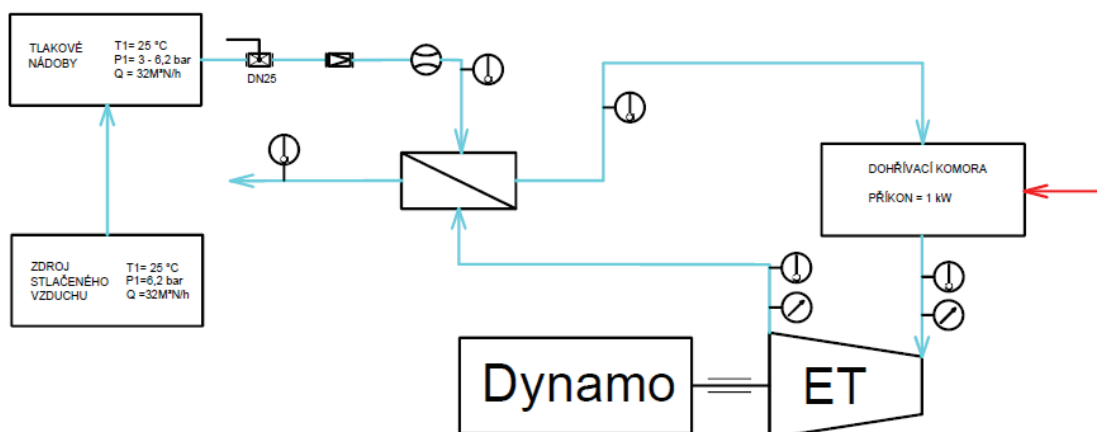 TLAKOVÉ
NÁDOBY
T1= 25 °C
P1= 3 - 6,2 bar
Q = 32M³N/h
DN25
DOHŘÍVACÍ KOMORA
PŘÍKON = 1 kW
ZDROJ
STLAČENÉHO
VZDUCHU
T1= 25 °C
P1=6,2 bar
Q =32M³N/h
Dynamo
ET